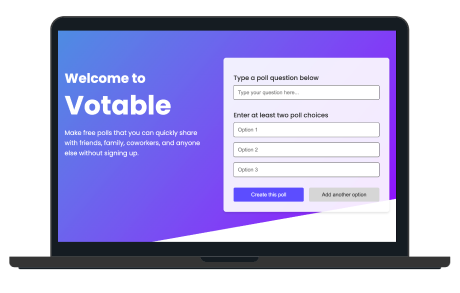 Welcome to
Votable
Make free polls that you can quickly share
with friends, family, coworkers, and anyone
else without signing up.
Type a poll question below
Type your question here...
Enter at least two poll choices
Option 1
Option 2
Option 3
Create this poll
Add another option